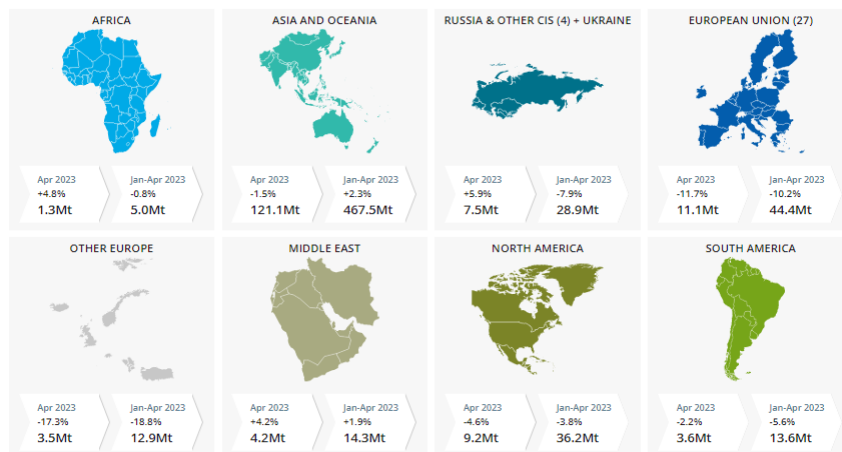 AFRICA
Apr 2023
+4.8%
1.3Mt
Jan-Apr 2023
-0.8%
5.0Mt
ASIA AND OCEANIA
Apr 2023
-1.5%
121.1Mt
Jan-Apr 2023
+2.3%
467.5Mt
RUSSIA & OTHER CIS (4) + UKRAINE
Apr 2023
+5.9%
7.5Mt
Jan-Apr 2023
-7.9%
28.9Mt
EUROPEAN UNION (27)
Apr 2023
-11.7%
11.1Mt
Jan-Apr 2023
-10.2%
44.4Mt
OTHER EUROPE
Apr 2023
-17.3%
3.5Mt
Jan-Apr 2023
-18.8%
12.9Mt
MIDDLE EAST
Apr 2023
+4.2%
4.2Mt
Jan-Apr 2023
+1.9%
14.3Mt
NORTH AMERICA
Apr 2023
-4.6%
9.2Mt
Jan-Apr 2023
-3.8%
36.2Mt
SOUTH AMERICA
Apr 2023
-2.2%
3.6Mt
Jan-Apr 2023
-5.6%
13.6Mt